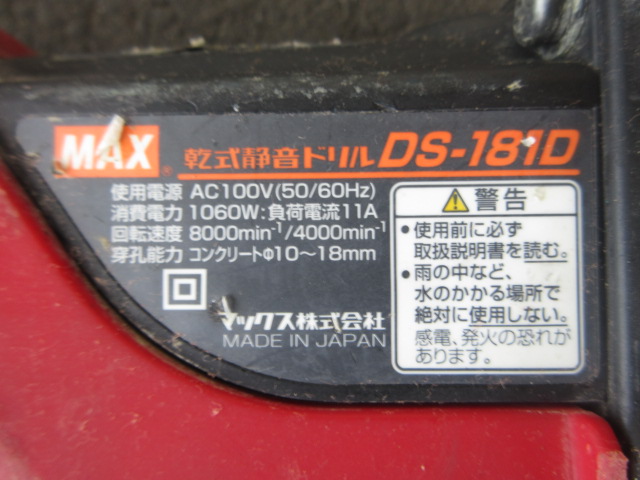 MAX® 乾式静音ドリル DS-181D
使用電源 AC100V(50/60Hz)
消費電力 1060W:負荷電流11A
回転速度 8000min⁻¹/4000min⁻¹
穿孔能力 コンクリートΦ10～18mm
マックス株式会社
MADE IN JAPAN
警告
•使用前に必ず
取扱説明書を読む。
•雨の中など、
水のかかる場所で
絶対に使用しない。
感電、発火の恐れが
あります。